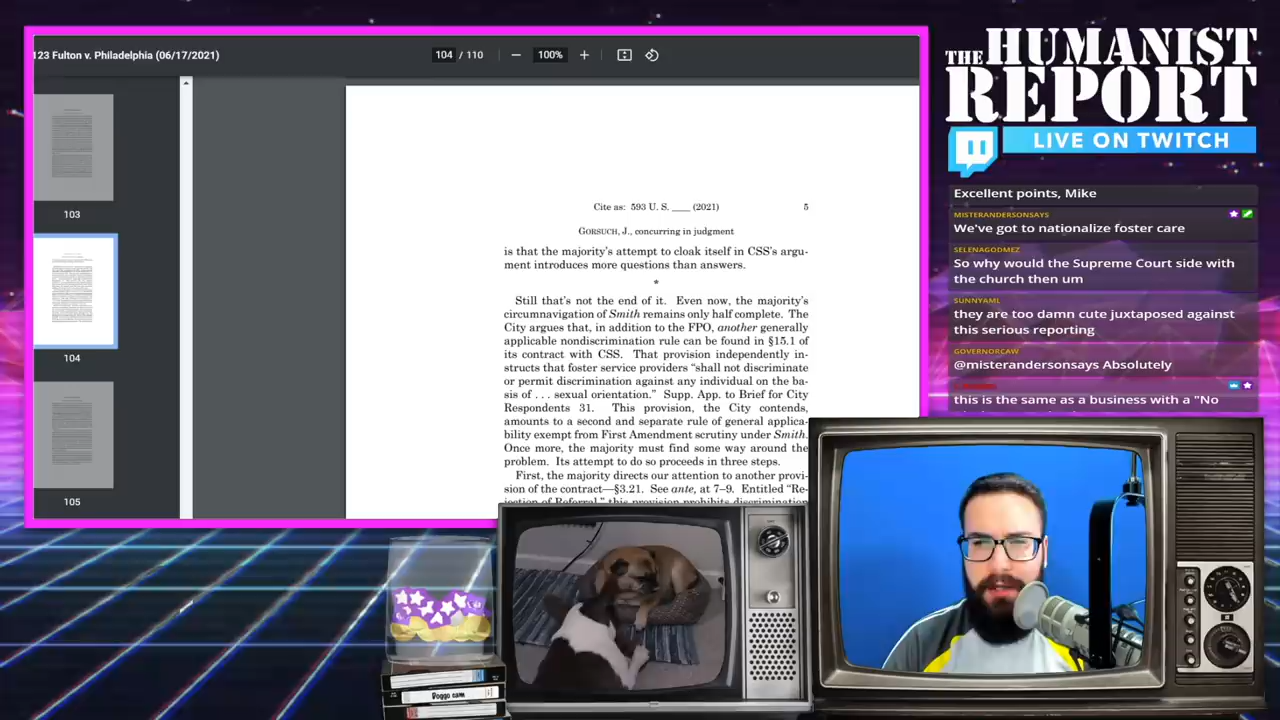 123 Fulton v. Philadelphia (06/17/2021)
104 / 110
100%
103
104
105
Cite as: 593 U. S. ____ (2021)
5
GORSUCH, J., concurring in judgment
is that the majority's attempt to cloak itself in CSS's argu-
ment introduces more questions than answers.
*
Still that's not the end of it. Even now, the majority's
circumnavigation of Smith remains only half complete. The
City argues that, in addition to the FPO, another generally
applicable nondiscrimination rule can be found in §15.1 of
its contract with CSS. That provision independently in-
structs that foster service providers “shall not discriminate
or permit discrimination against any individual on the ba-
sis of . . . sexual orientation.” Supp. App. to Brief for City
Respondents 31. This provision, the City contends,
amounts to a second and separate rule of general applica-
bility exempt from First Amendment scrutiny under Smith.
Once more, the majority must find some way around the
problem. Its attempt to do so proceeds in three steps.
First, the majority directs our attention to another provi-
sion of the contract—§3.21. See ante, at 7–9. Entitled “Re-
jection of Referral,” this provision prohibits discrimination
THE HUMANIST
REPORT
LIVE ON TWITCH
Excellent points, Mike
MISTERANDERSONSAYS
We've got to nationalize foster care
SELENAGODMEZ
So why would the Supreme Court side with
the church then um
SUNNYAML
they are too damn cute juxtaposed against
this serious reporting
GOVERNORCAW
@misterandersonsays Absolutely
this is the same as a business with a "No
Doggo cam